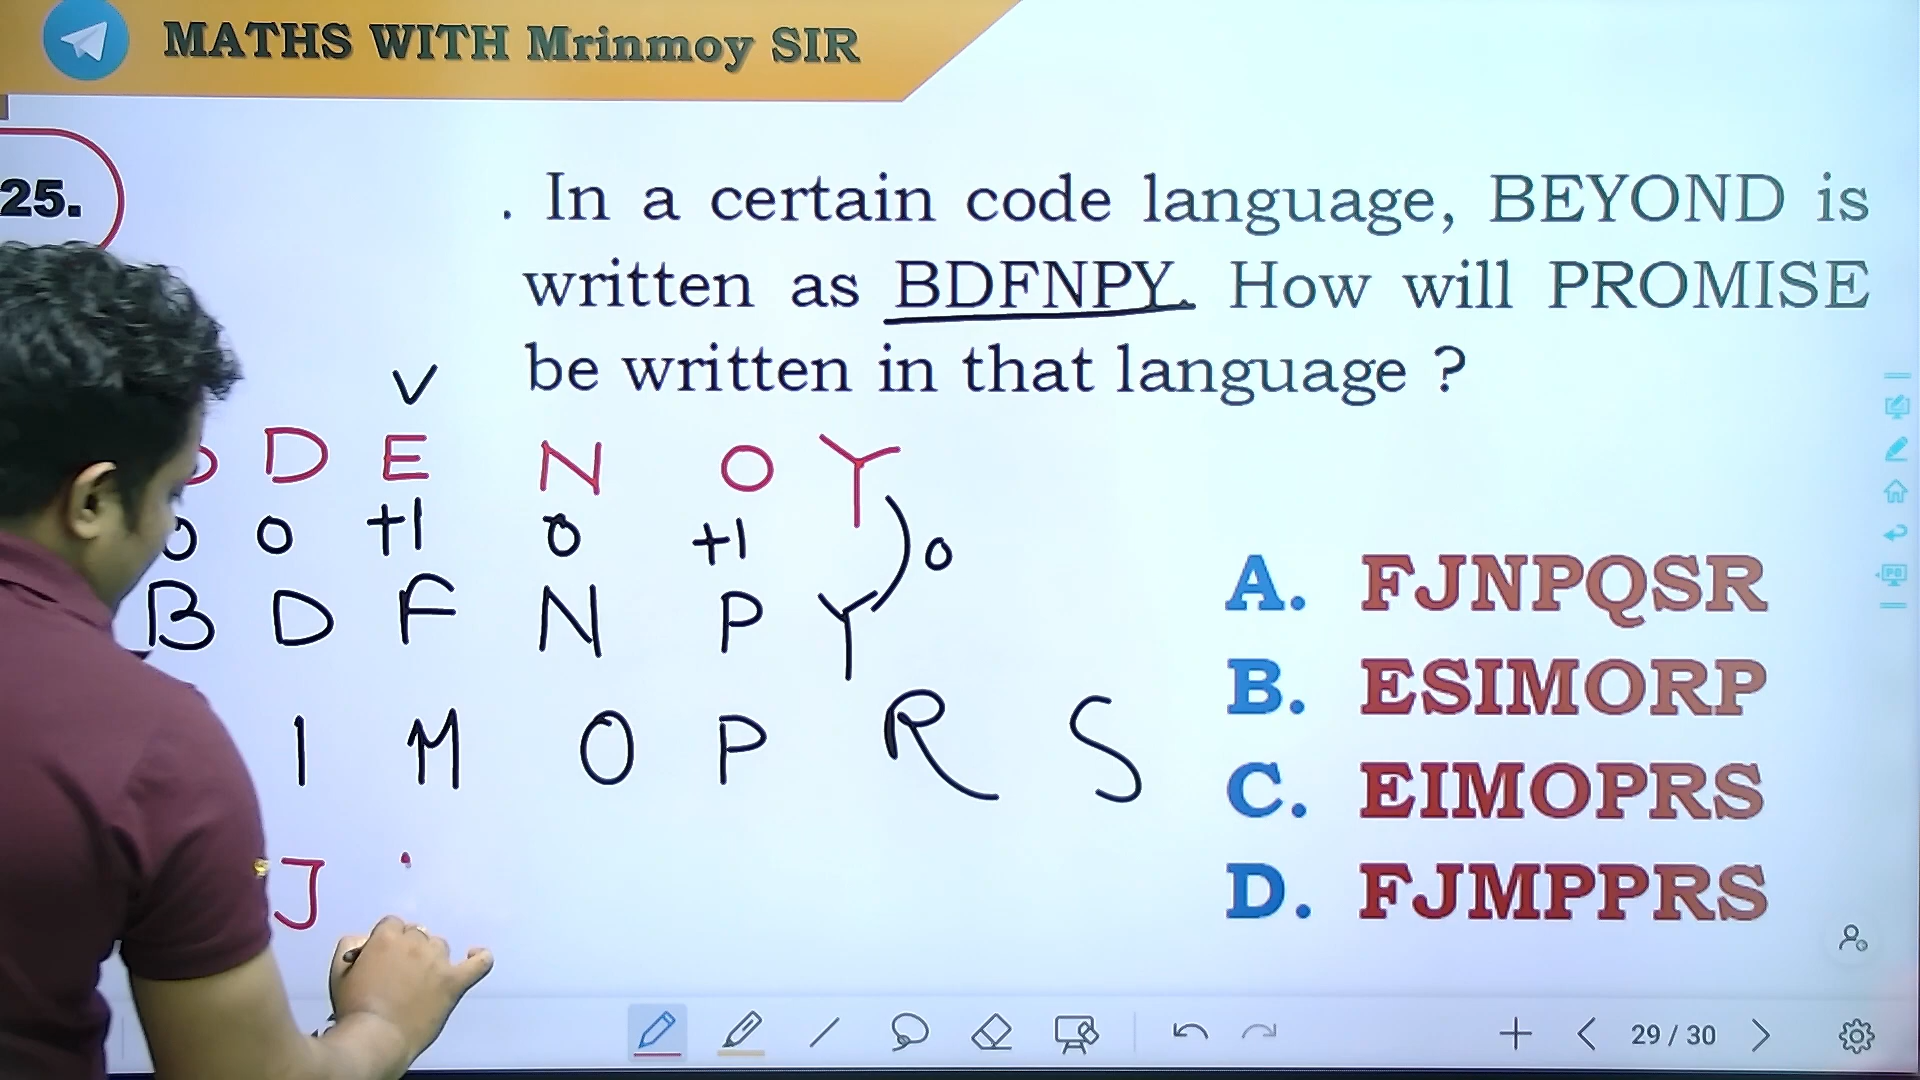 MATHS WITH Mrinmoy SIR
25.
. In a certain code language, BEYOND is
written as BDFNPY. How will PROMISE
be written in that language ?
V
D E N O Y
0 0 +1 0 +1 0
B D F N P Y
I M O P R S
J
A. FJNPQSR
B. ESIMORP
C. EIMOPRS
D. FJMPPRS
29 / 30